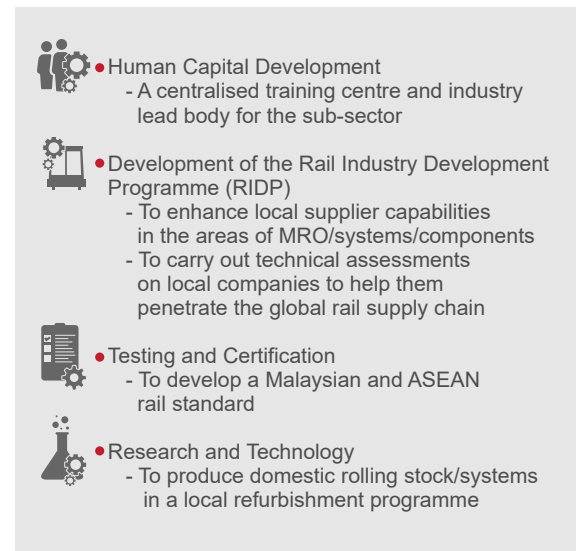 • Human Capital Development
- A centralised training centre and industry
lead body for the sub-sector
• Development of the Rail Industry Development
Programme (RIDP)
- To enhance local supplier capabilities
in the areas of MRO/systems/components
- To carry out technical assessments
on local companies to help them
penetrate the global rail supply chain
• Testing and Certification
- To develop a Malaysian and ASEAN
rail standard
• Research and Technology
- To produce domestic rolling stock/systems
in a local refurbishment programme